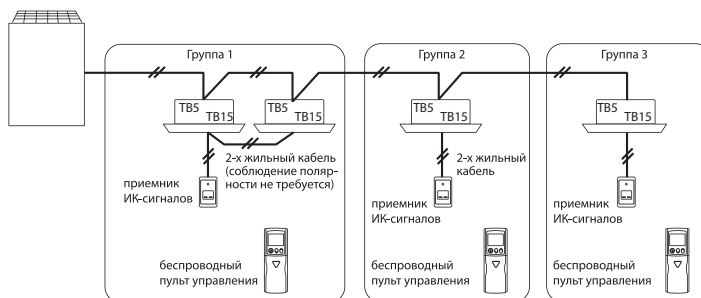 Группа 1
Группа 2
Группа 3
TB5
TB15
TB5
TB15
TB5
TB15
TB5
TB15
2-х жильный кабель
(соблюдение поляр-
ности не требуется)
2-х жильный
кабель
приемник
ИК-сигналов
приемник
ИК-сигналов
приемник
ИК-сигналов
беспроводный
пульт управления
беспроводный
пульт управления
беспроводный
пульт управления